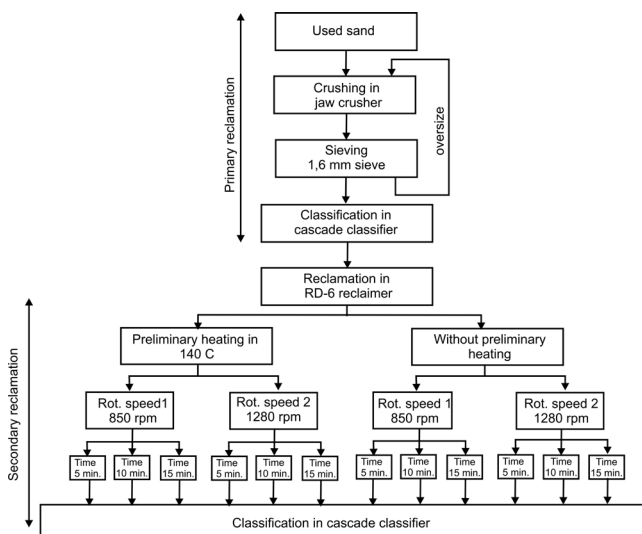 Primary reclamation
Used sand
Crushing in
jaw crusher
oversize
Sieving
1,6 mm sieve
Classification in
cascade classifier
Secondary reclamation
Reclamation in
RD-6 reclaimer
Preliminary heating in
140 C
Without preliminary
heating
Rot. speed1
850 rpm
Rot. speed 2
1280 rpm
Rot. speed 1
850 rpm
Rot. speed 2
1280 rpm
Time
5 min.
Time
10 min.
Time
15 min.
Time
5 min.
Time
10 min.
Time
15 min.
Time
5 min.
Time
10 min.
Time
15 min.
Time
5 min.
Time
10 min.
Time
15 min.
Classification in cascade classifier